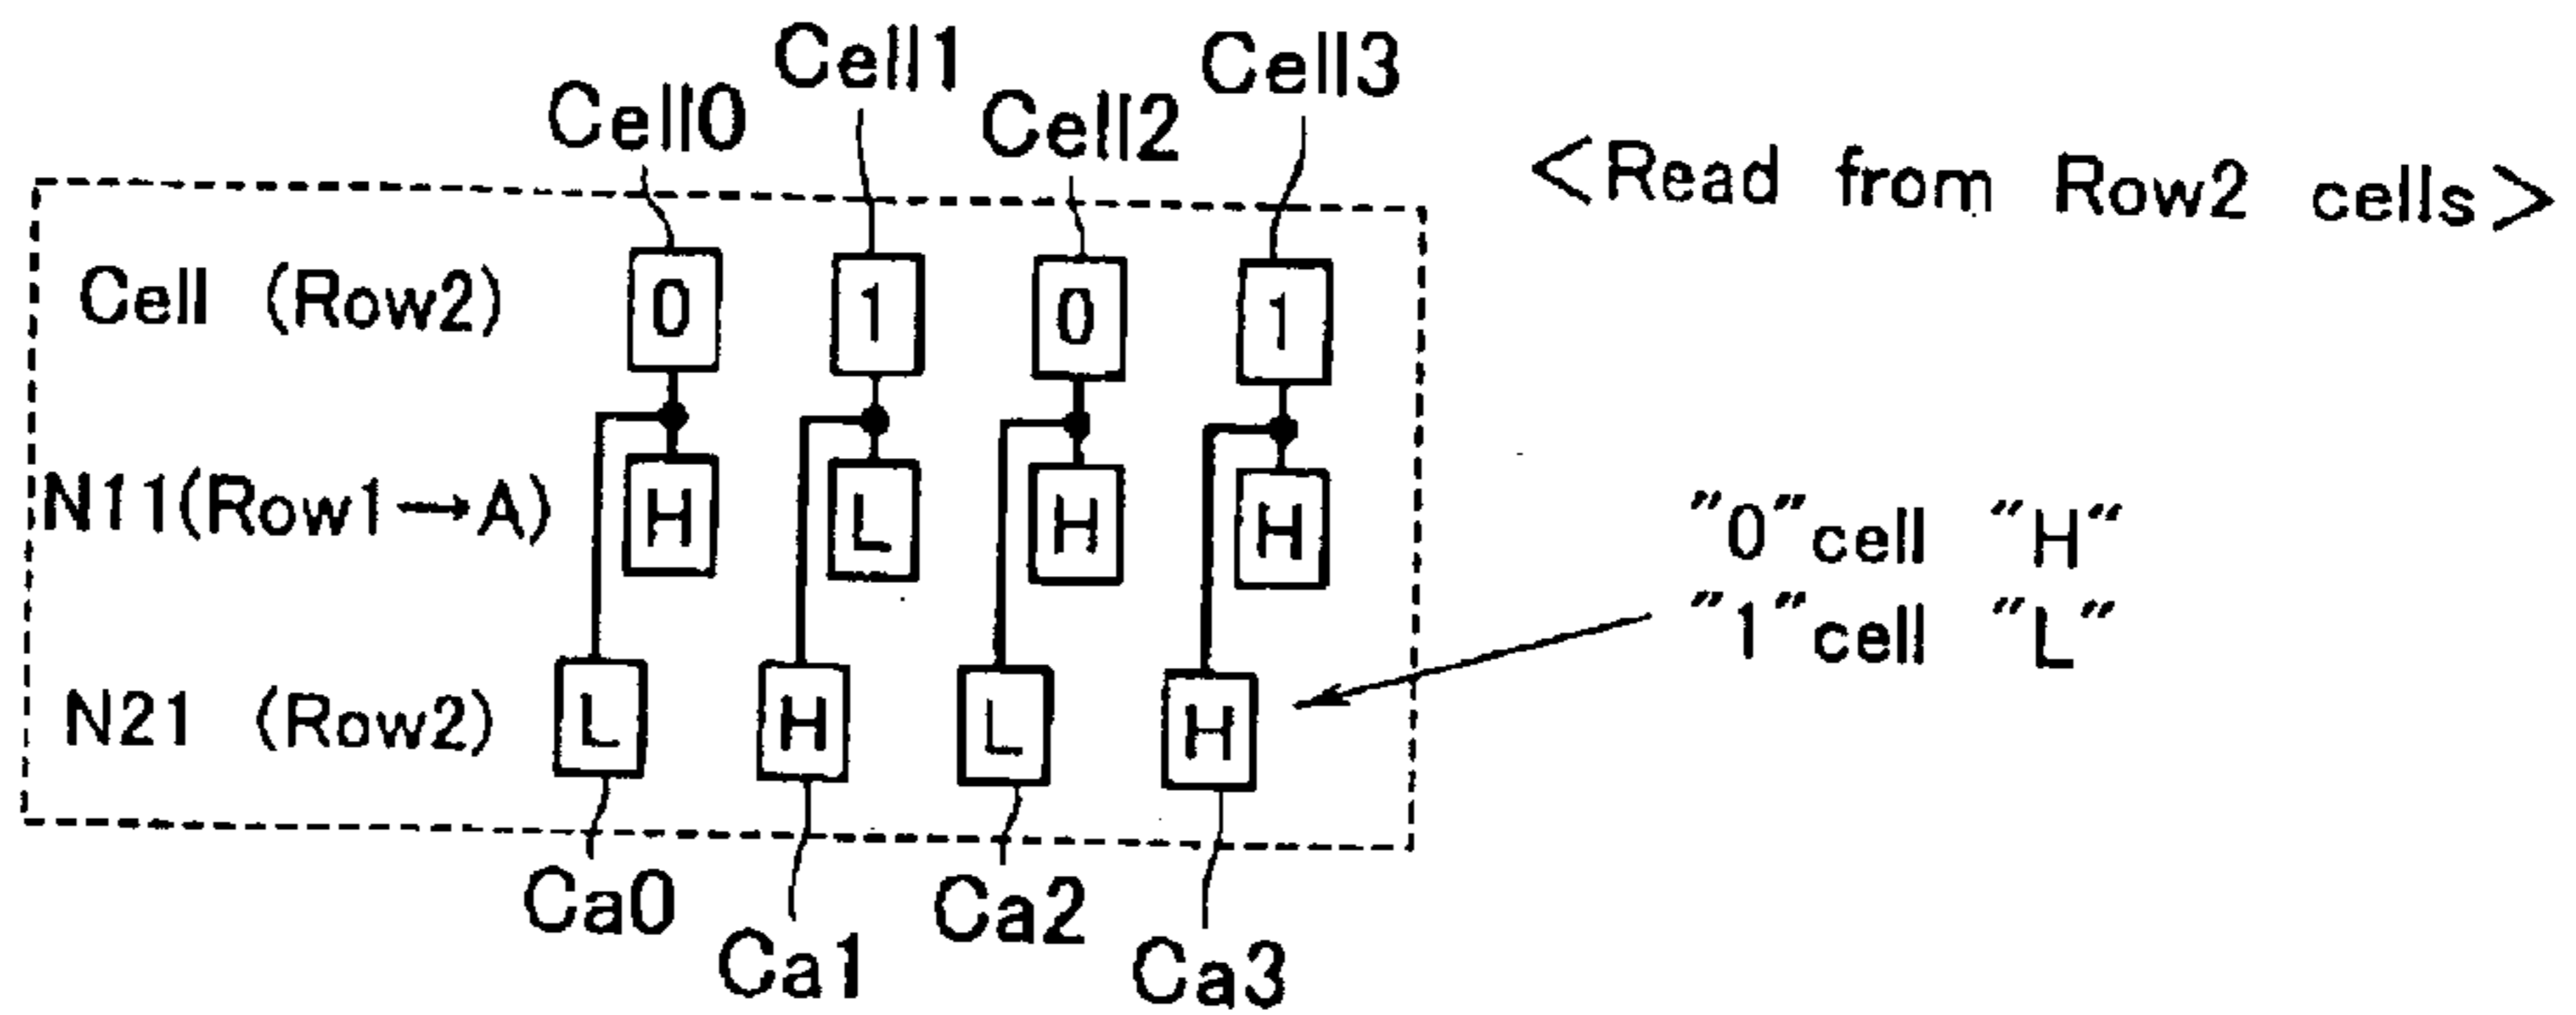 Cell0 Cell1 Cell2 Cell3
<Read from Row2 cells>
Cell (Row2) 0 1 0 1
N11(Row1→A) H L H H
"0"cell "H"
"1"cell "L"
N21 (Row2) L H L H
Ca0 Ca1 Ca2 Ca3